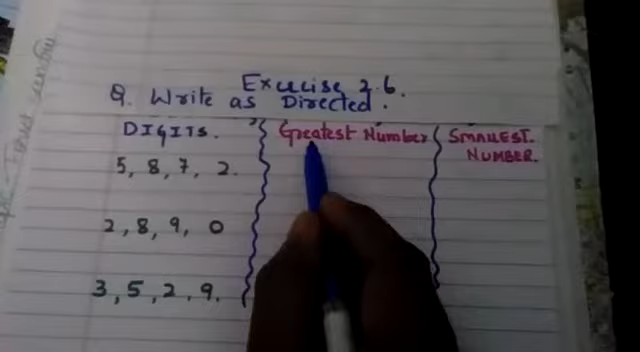 Exercise 2.6.
Q. Write as Directed.
DIGITS. Greatest Number SMALLEST NUMBER.
5, 8, 7, 2.
2, 8, 9, 0
3, 5, 2, 9.